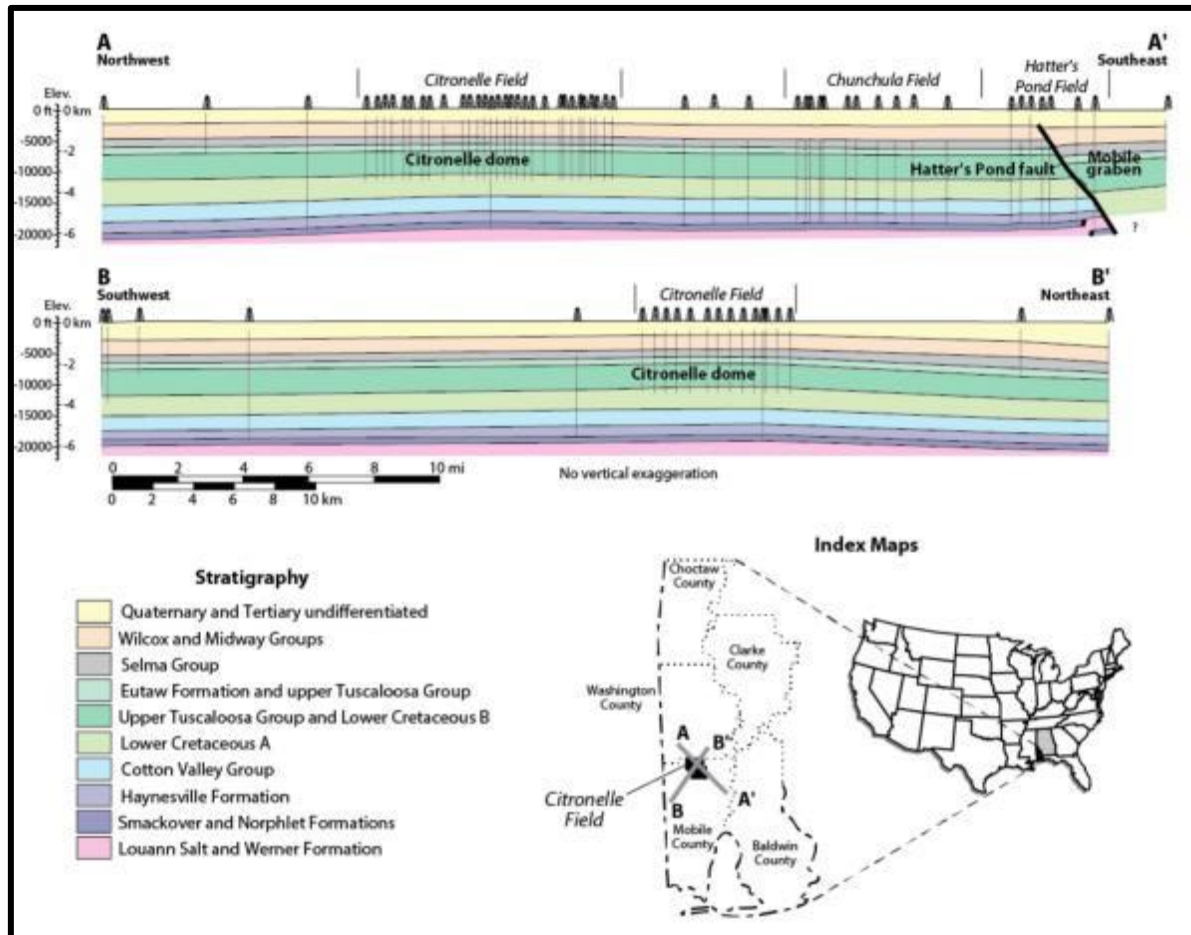 A
Northwest
A'
Southeast
Citronelle Field
Chunchula Field
Hatter's
Pond Field
Elev.
0 ft 0 km
-5000
-2
-10000
-4
-15000
-20000 -6
Citronelle dome
Hatter's Pond fault
Mobile
graben
?
B
Southwest
B'
Northeast
Citronelle Field
Elev.
0 ft 0 km
-5000
-2
-10000
-4
-15000
-20000 -6
Citronelle dome
0 2 4 6 8 10 mi
0 2 4 6 8 10 km
No vertical exaggeration
Stratigraphy
Quaternary and Tertiary undifferentiated
Wilcox and Midway Groups
Selma Group
Eutaw Formation and upper Tuscaloosa Group
Upper Tuscaloosa Group and Lower Cretaceous B
Lower Cretaceous A
Cotton Valley Group
Haynesville Formation
Smackover and Norphlet Formations
Louann Salt and Werner Formation
Index Maps
Choctaw
County
Clarke
County
Washington
County
A
B'
Citronelle
Field
B
A'
Mobile
County
Baldwin
County